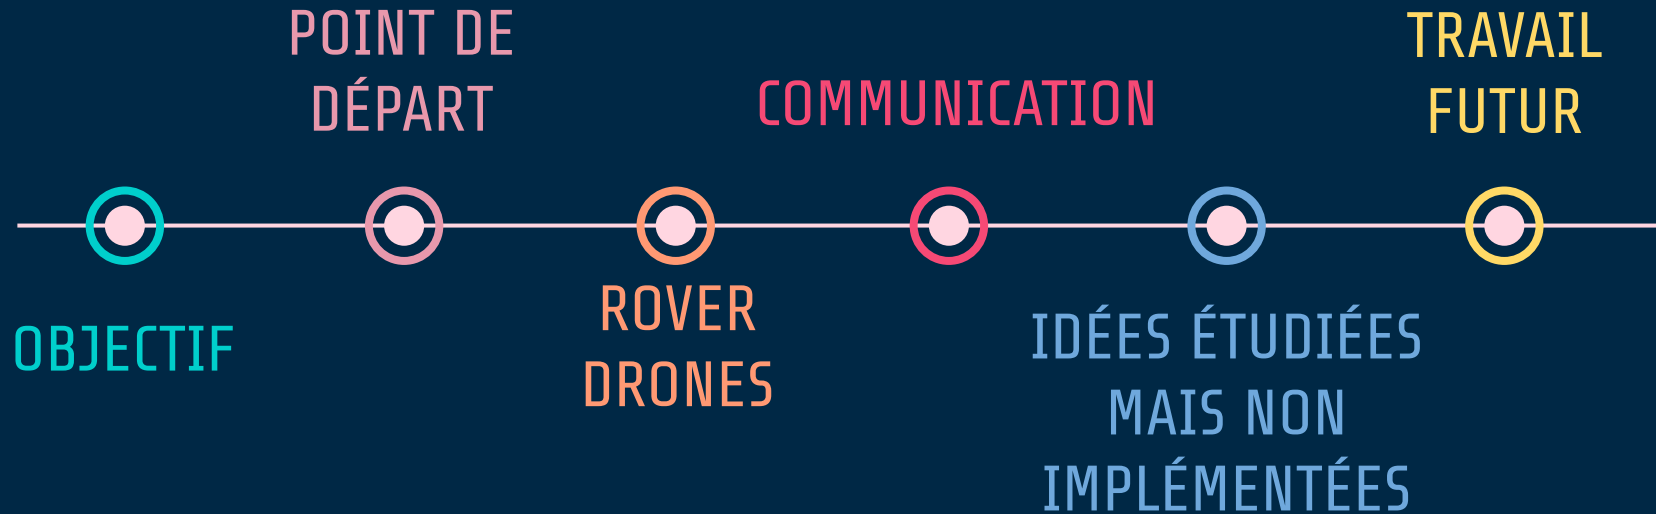 OBJECTIF
POINT DE
DÉPART
ROVER
DRONES
COMMUNICATION
IDÉES ÉTUDIÉES
MAIS NON
IMPLÉMENTÉES
TRAVAIL
FUTUR